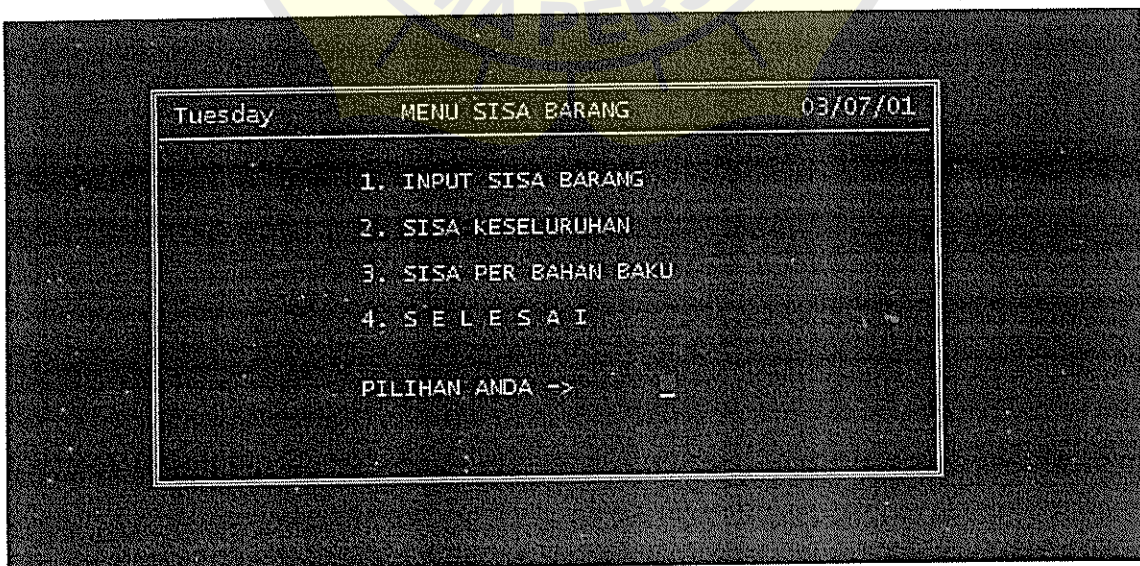 Tuesday MENU SISA BARANG 03/07/01
1. INPUT SISA BARANG
2. SISA KESELURUHAN
3. SISA PER BAHAN BAKU
4. S E L E S A I
PILIHAN ANDA -> _